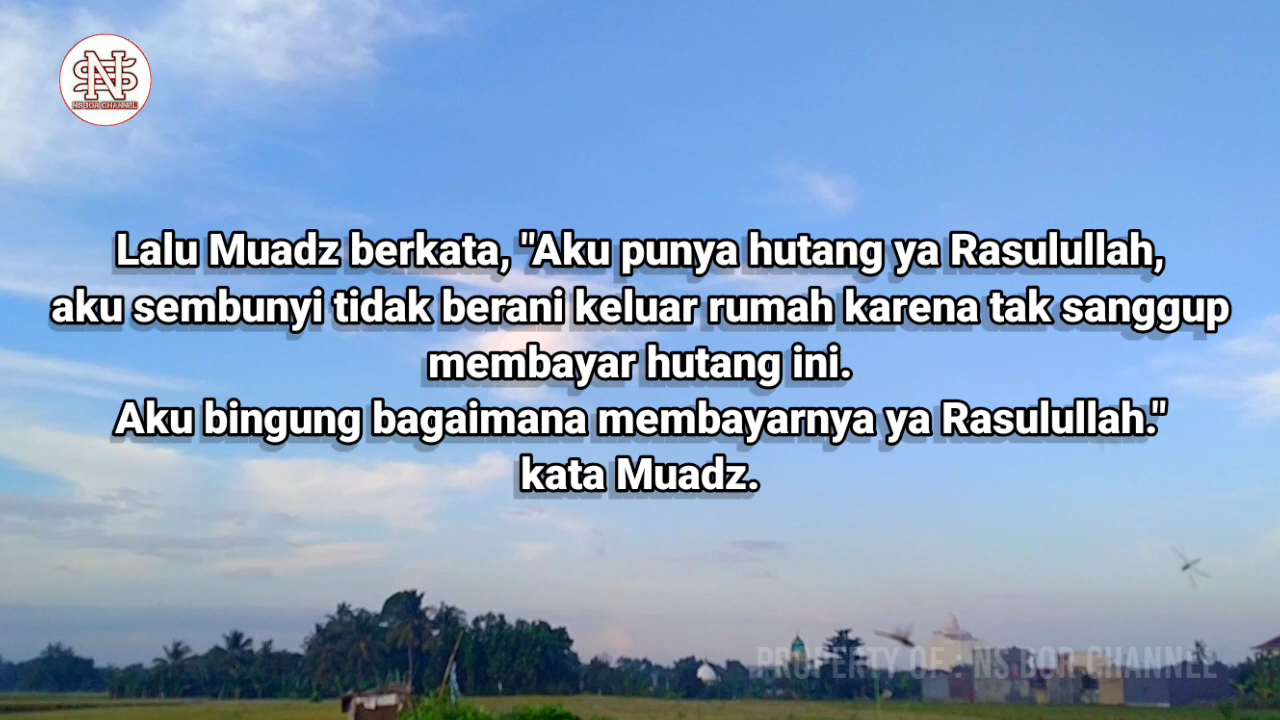 NS BOR CHANNEL
Lalu Muadz berkata, "Aku punya hutang ya Rasulullah,
aku sembunyi tidak berani keluar rumah karena tak sanggup
membayar hutang ini.
Aku bingung bagaimana membayarnya ya Rasulullah."
kata Muadz.
PROPERTY OF : NS BOR CHANNEL